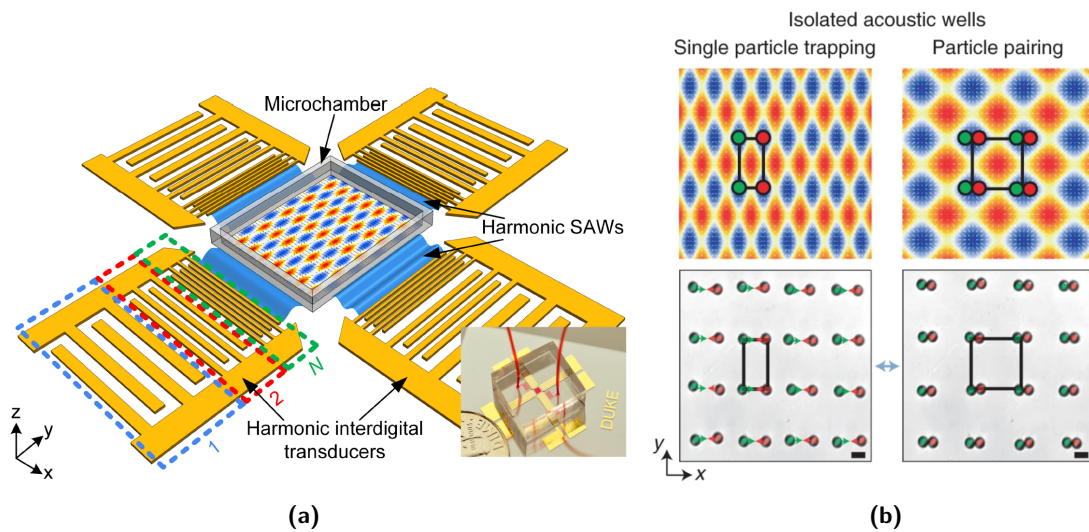 Microchamber
Harmonic SAWs
N
2
1
Harmonic interdigital
transducers
z
y
x
DUKE
(a)
Isolated acoustic wells
Single particle trapping
Particle pairing
y
x
(b)